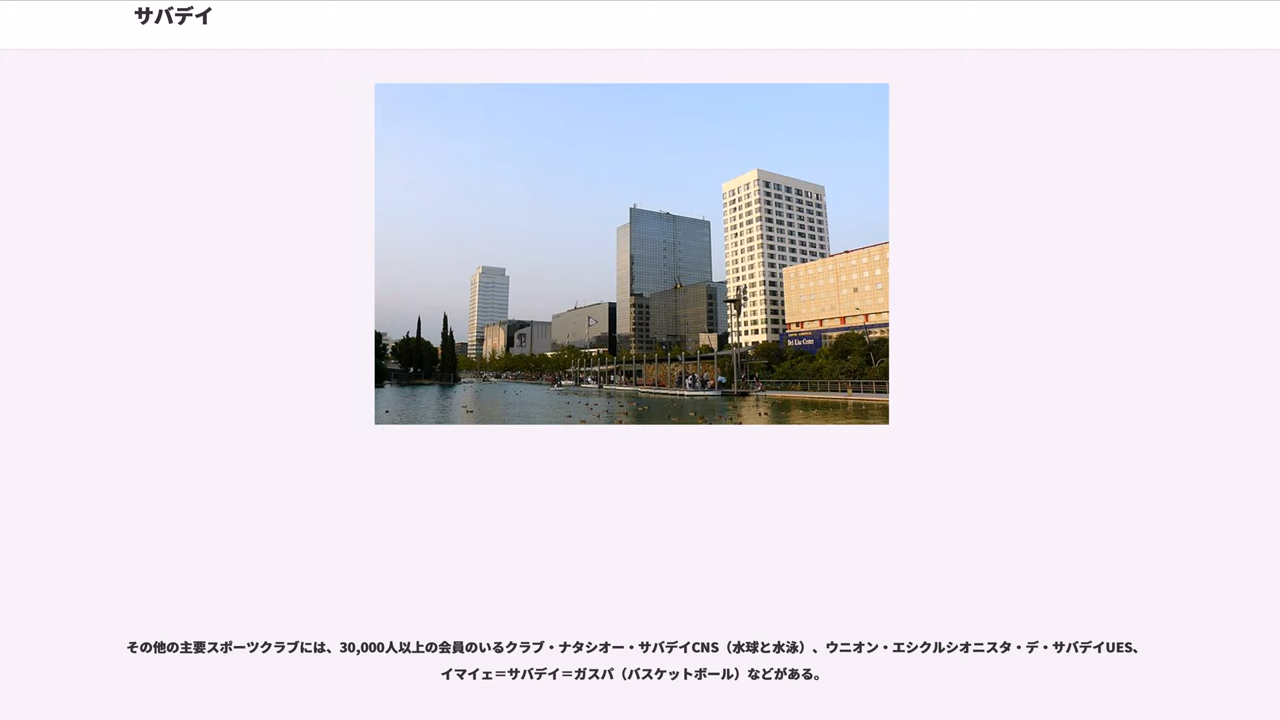 サバデイ
Bel-Llac Center
その他の主要スポーツクラブには、30,000人以上の会員のいるクラブ・ナタシオー・サバデイCNS（水球と水泳）、ウニオン・エシクルシオニスタ・デ・サバデイUES、
イマイェ＝サバデイ＝ガスパ（バスケットボール）などがある。